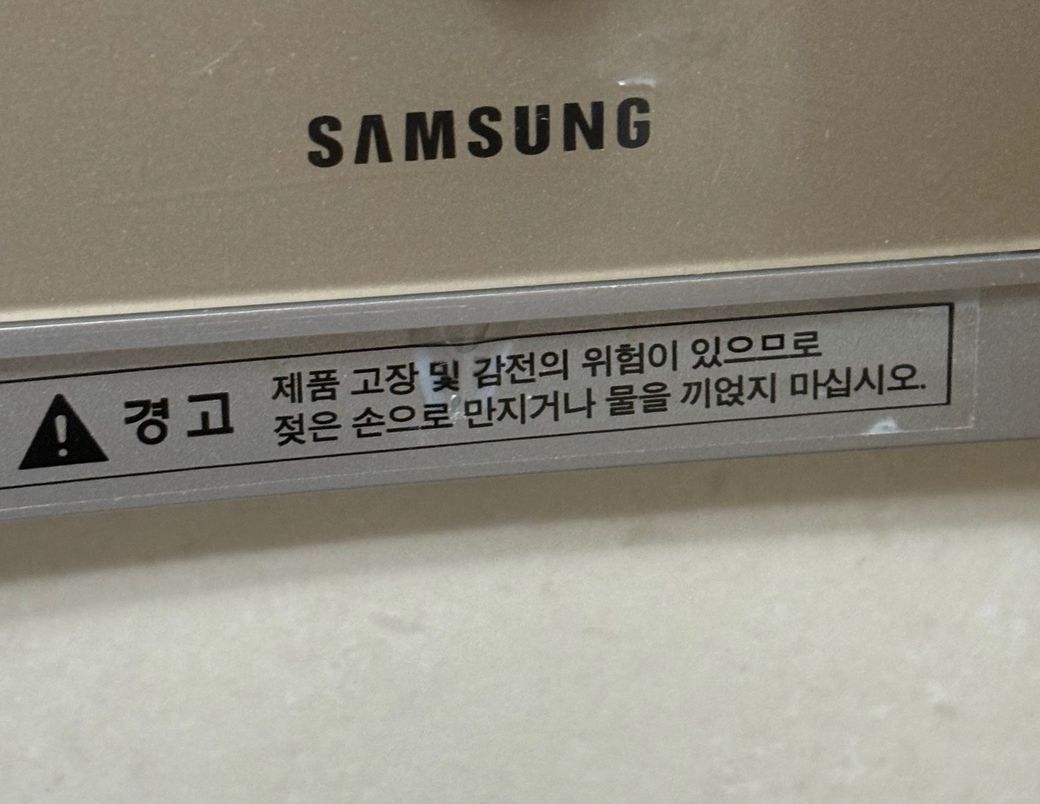 SAMSUNG
경고
제품 고장 및 감전의 위험이 있으므로
젖은 손으로 만지거나 물을 끼얹지 마십시오.